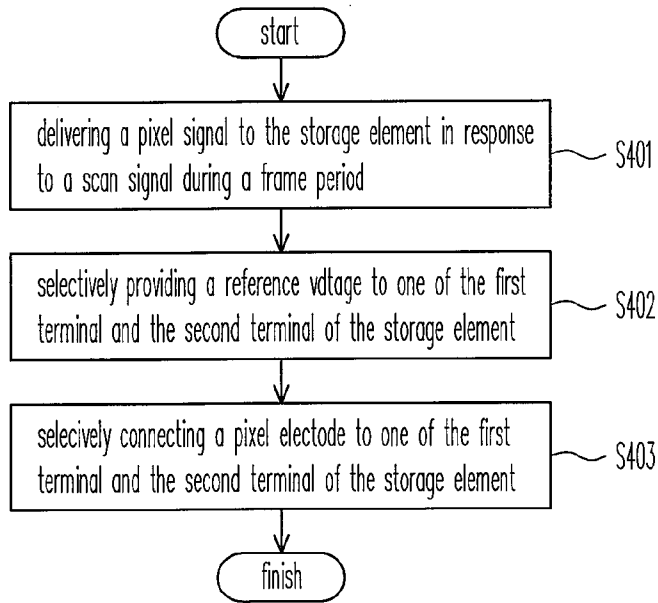 start
delivering a pixel signal to the storage element in response
to a scan signal during a frame period
S401
selectively providing a reference vdtage to one of the first
terminal and the second terminal of the storage element
S402
selecively connecting a pixel electode to one of the first
terminal and the second terminal of the storage element
S403
finish